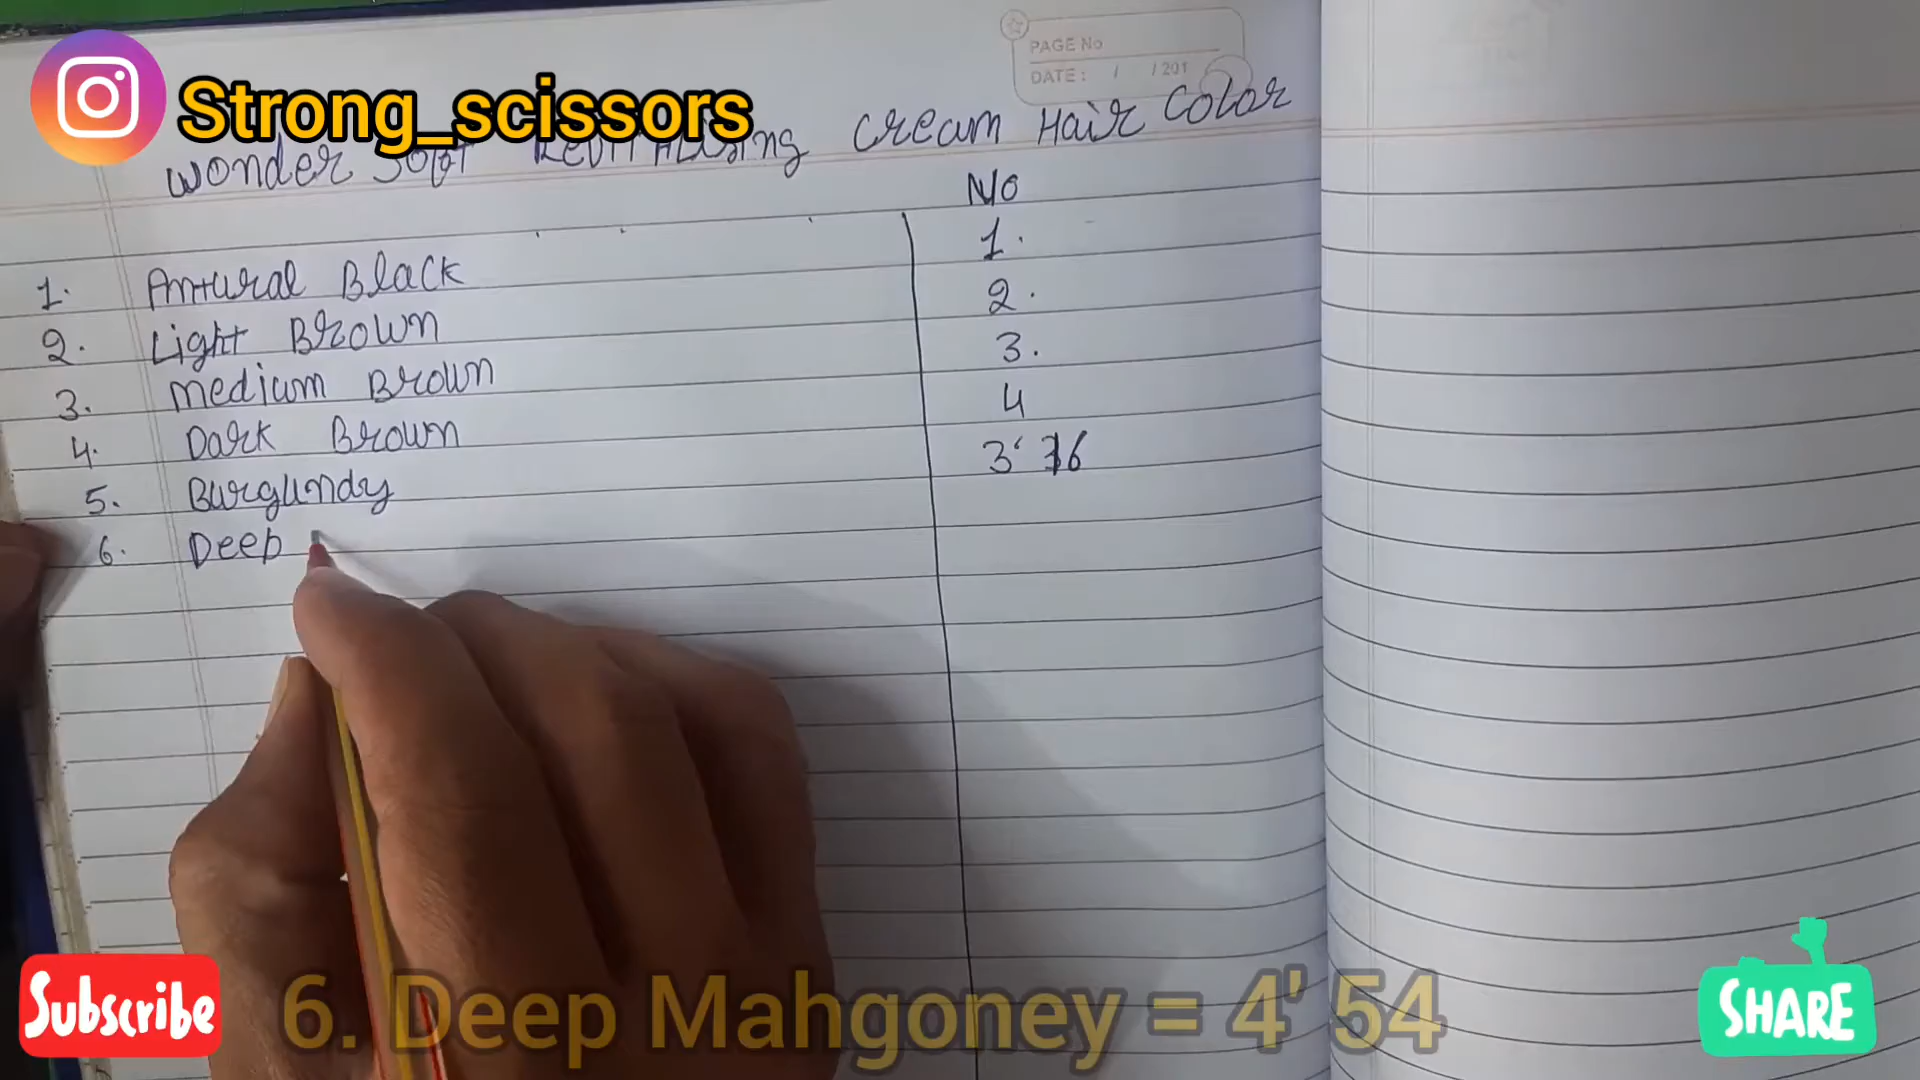 PAGE No
DATE : / / 201
Strong_scissors
Wonder Soft Revitalising Cream Hair Color
N/o
1. Antural Black 1.
2. Light Brown 2.
3. Medium Brown 3.
4. Dark Brown 4
5. Burgundy 3' 16
6. Deep
6. Deep Mahgoney = 4' 54
Subscribe
SHARE